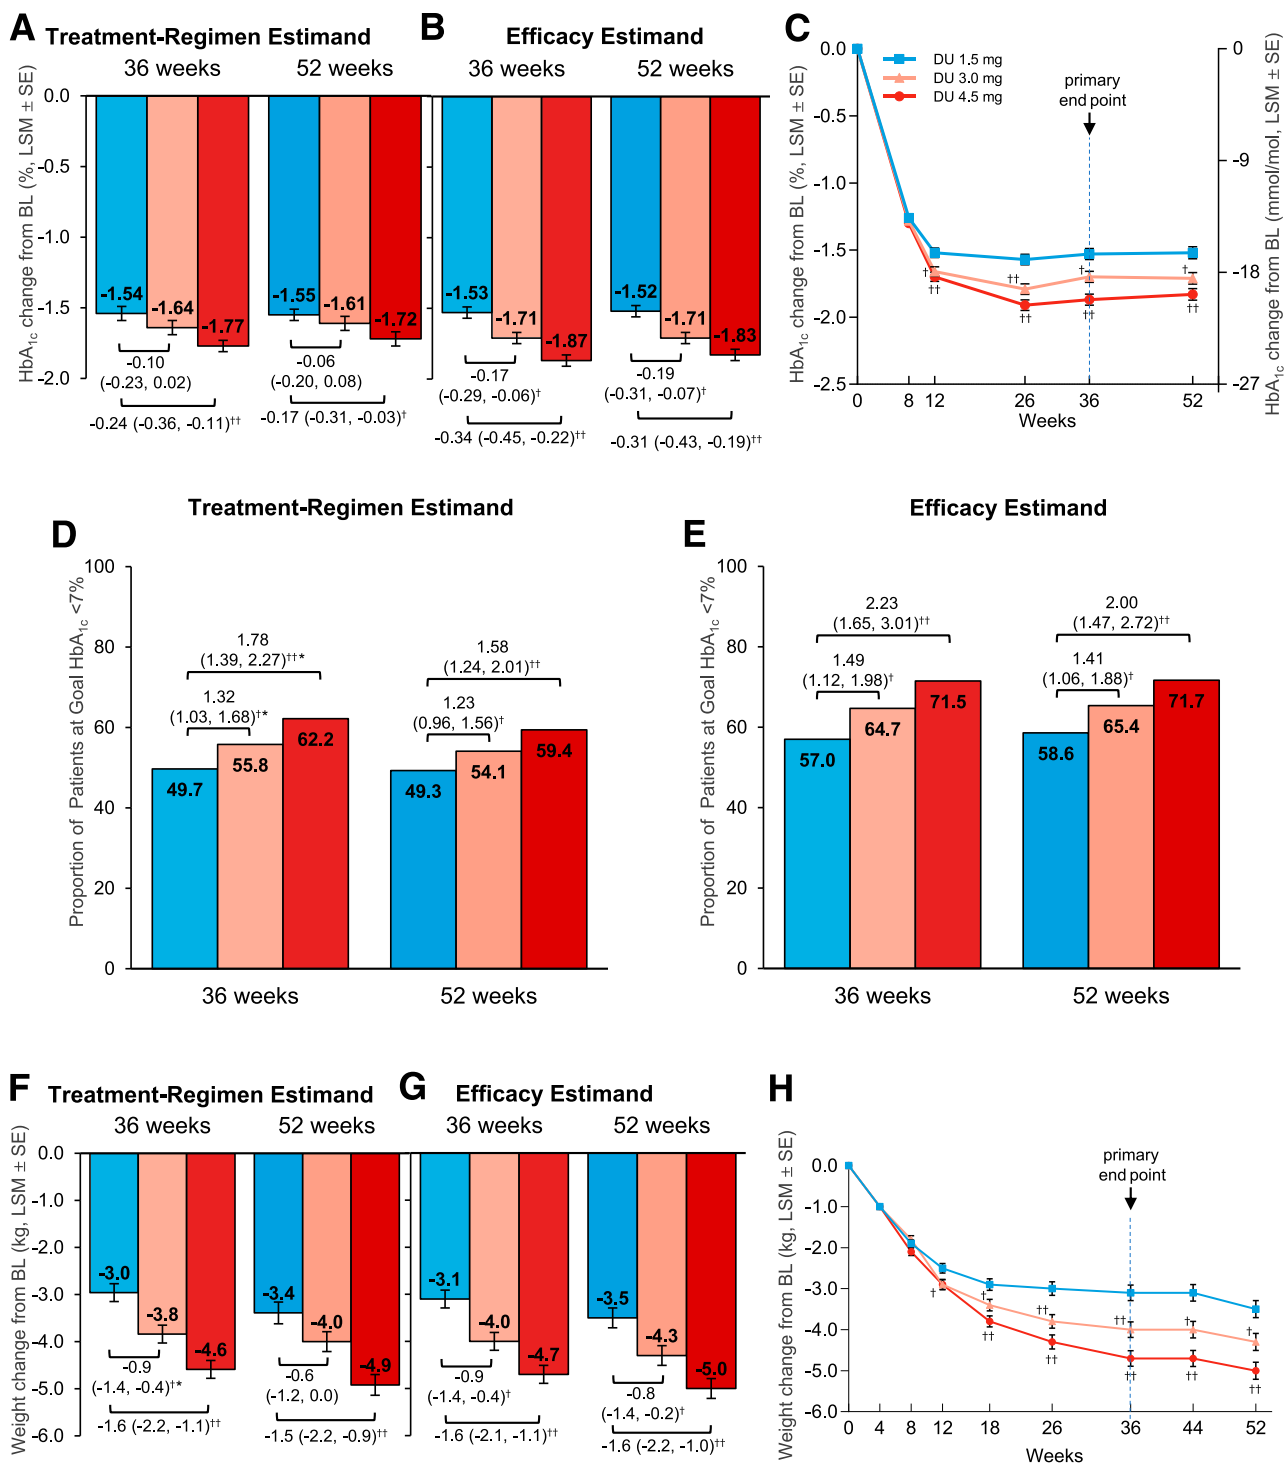 A Treatment-Regimen Estimand
36 weeks 52 weeks
HbA1c change from BL (%, LSM ± SE)
0.0
-0.5
-1.0
-1.5
-2.0
-1.54
-1.64
-1.77
-1.55
-1.61
-1.72
-0.10
(-0.23, 0.02)
-0.24 (-0.36, -0.11)††
-0.06
(-0.20, 0.08)
-0.17 (-0.31, -0.03)†
B Efficacy Estimand
36 weeks 52 weeks
-1.53
-1.71
-1.87
-1.52
-1.71
-1.83
-0.17
(-0.29, -0.06)†
-0.34 (-0.45, -0.22)††
-0.19
(-0.31, -0.07)†
-0.31 (-0.43, -0.19)††
C
HbA1c change from BL (%, LSM ± SE)
0.0
-0.5
-1.0
-1.5
-2.0
-2.5
DU 1.5 mg
DU 3.0 mg
DU 4.5 mg
primary
end point
† †† † †
†† †† †† ††
0 8 12 26 36 52
Weeks
0
-9
-18
-27
HbA1c change from BL (mmol/mol, LSM ± SE)
D Treatment-Regimen Estimand
Proportion of Patients at Goal HbA1c <7%
100
80
60
40
20
0
1.78
(1.39, 2.27)††*
1.32
(1.03, 1.68)†*
49.7
55.8
62.2
1.58
(1.24, 2.01)††
1.23
(0.96, 1.56)†
49.3
54.1
59.4
36 weeks 52 weeks
E Efficacy Estimand
Proportion of Patients at Goal HbA1c <7%
100
80
60
40
20
0
2.23
(1.65, 3.01)††
1.49
(1.12, 1.98)†
57.0
64.7
71.5
2.00
(1.47, 2.72)††
1.41
(1.06, 1.88)†
58.6
65.4
71.7
36 weeks 52 weeks
F Treatment-Regimen Estimand
36 weeks 52 weeks
Weight change from BL (kg, LSM ± SE)
0.0
-1.0
-2.0
-3.0
-4.0
-5.0
-6.0
-3.0
-3.8
-4.6
-3.4
-4.0
-4.9
-0.9
(-1.4, -0.4)†*
-1.6 (-2.2, -1.1)††
-0.6
(-1.2, 0.0)
-1.5 (-2.2, -0.9)††
G Efficacy Estimand
36 weeks 52 weeks
-3.1
-4.0
-4.7
-3.5
-4.3
-5.0
-0.9
(-1.4, -0.4)†
-1.6 (-2.1, -1.1)††
-0.8
(-1.4, -0.2)†
-1.6 (-2.2, -1.0)††
H
Weight change from BL (kg, LSM ± SE)
0.0
-1.0
-2.0
-3.0
-4.0
-5.0
-6.0
primary
end point
† † †† †† † †
†† †† †† †† ††
0 4 8 12 18 26 36 44 52
Weeks